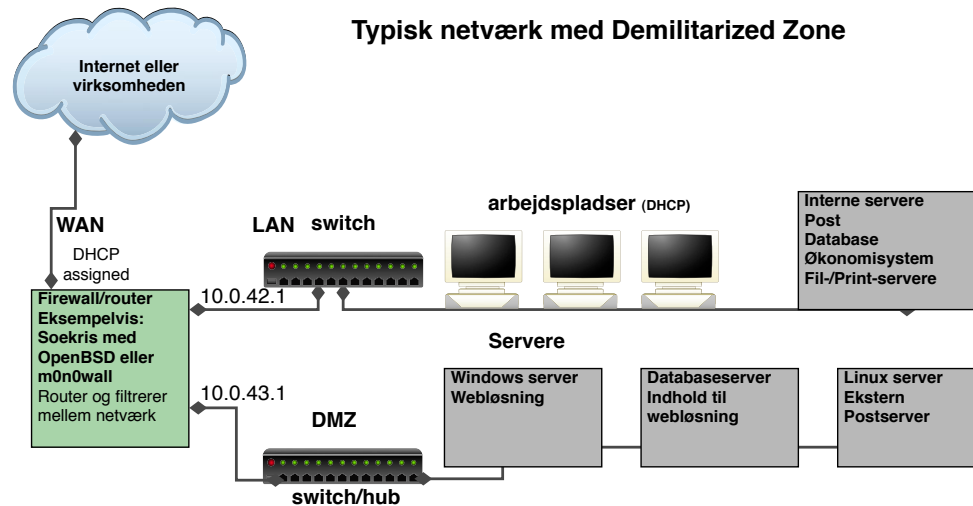 Typisk netværk med Demilitarized Zone
Internet eller
virksomheden
WAN
DHCP
assigned
LAN switch
arbejdspladser (DHCP)
Interne servere
Post
Database
Økonomisystem
Fil-/Print-servere
Firewall/router
Eksempelvis:
Soekris med
OpenBSD eller
m0n0wall
Router og filtrerer
mellem netværk
10.0.42.1
10.0.43.1
Servere
DMZ
switch/hub
Windows server
Webløsning
Databaseserver
Indhold til
webløsning
Linux server
Ekstern
Postserver